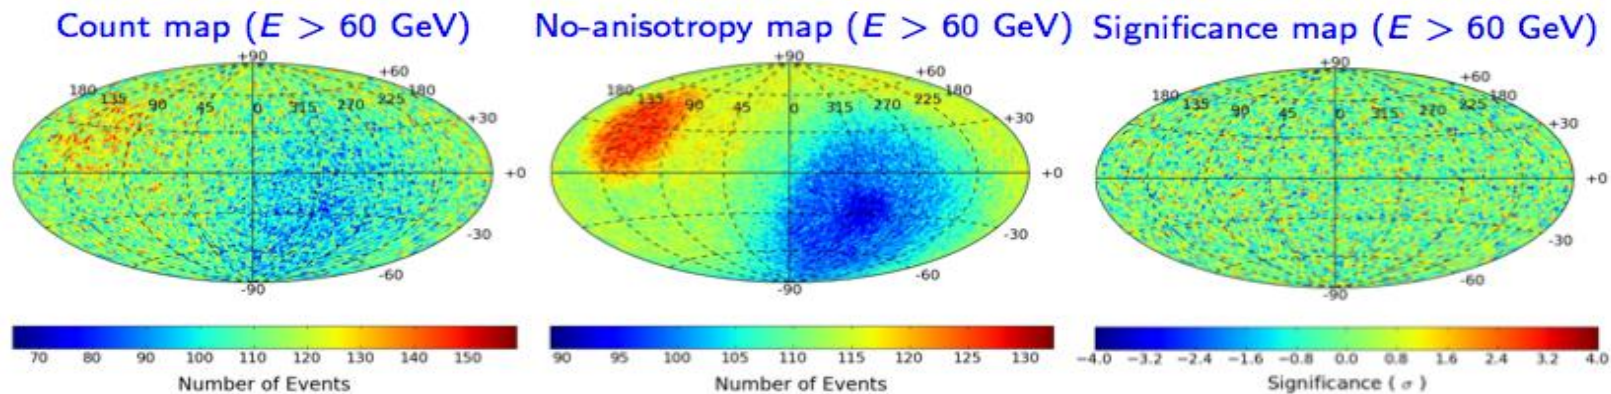 Count map (E > 60 GeV)
+90
+60
180 135 90 45 0 315 270 225 180
+30
+0
-30
-60
-90
70 80 90 100 110 120 130 140 150
Number of Events
No-anisotropy map (E > 60 GeV)
+90
+60
180 135 90 45 0 315 270 225 180
+30
+0
-30
-60
-90
90 95 100 105 110 115 120 125 130
Number of Events
Significance map (E > 60 GeV)
+90
+60
180 135 90 45 0 315 270 225 180
+30
+0
-30
-60
-90
−4.0 −3.2 −2.4 −1.6 −0.8 0.0 0.8 1.6 2.4 3.2 4.0
Significance ( σ )